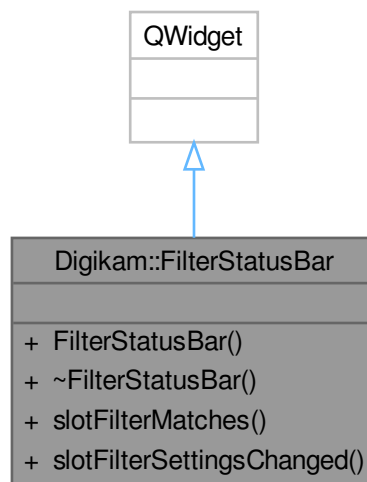 QWidget
Digikam::FilterStatusBar
+ FilterStatusBar()
+ ~FilterStatusBar()
+ slotFilterMatches()
+ slotFilterSettingsChanged()